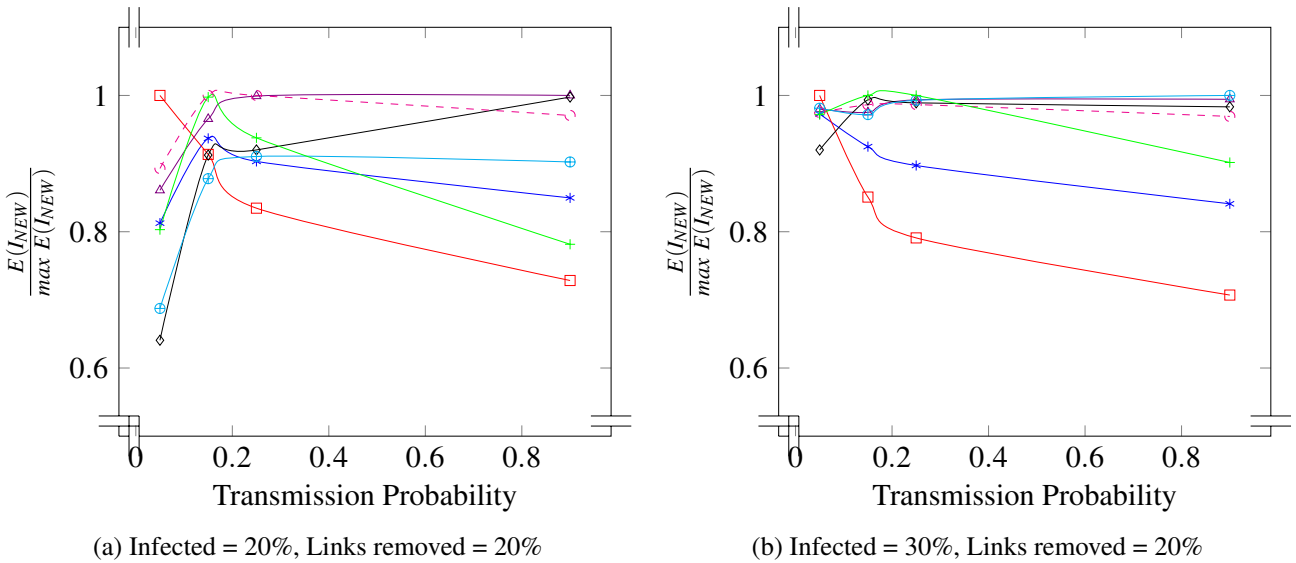 1
0.8
0.6
E(I_NEW)
max E(I_NEW)
0 0.2 0.4 0.6 0.8
Transmission Probability
(a) Infected = 20%, Links removed = 20%
1
0.8
0.6
E(I_NEW)
max E(I_NEW)
0 0.2 0.4 0.6 0.8
Transmission Probability
(b) Infected = 30%, Links removed = 20%